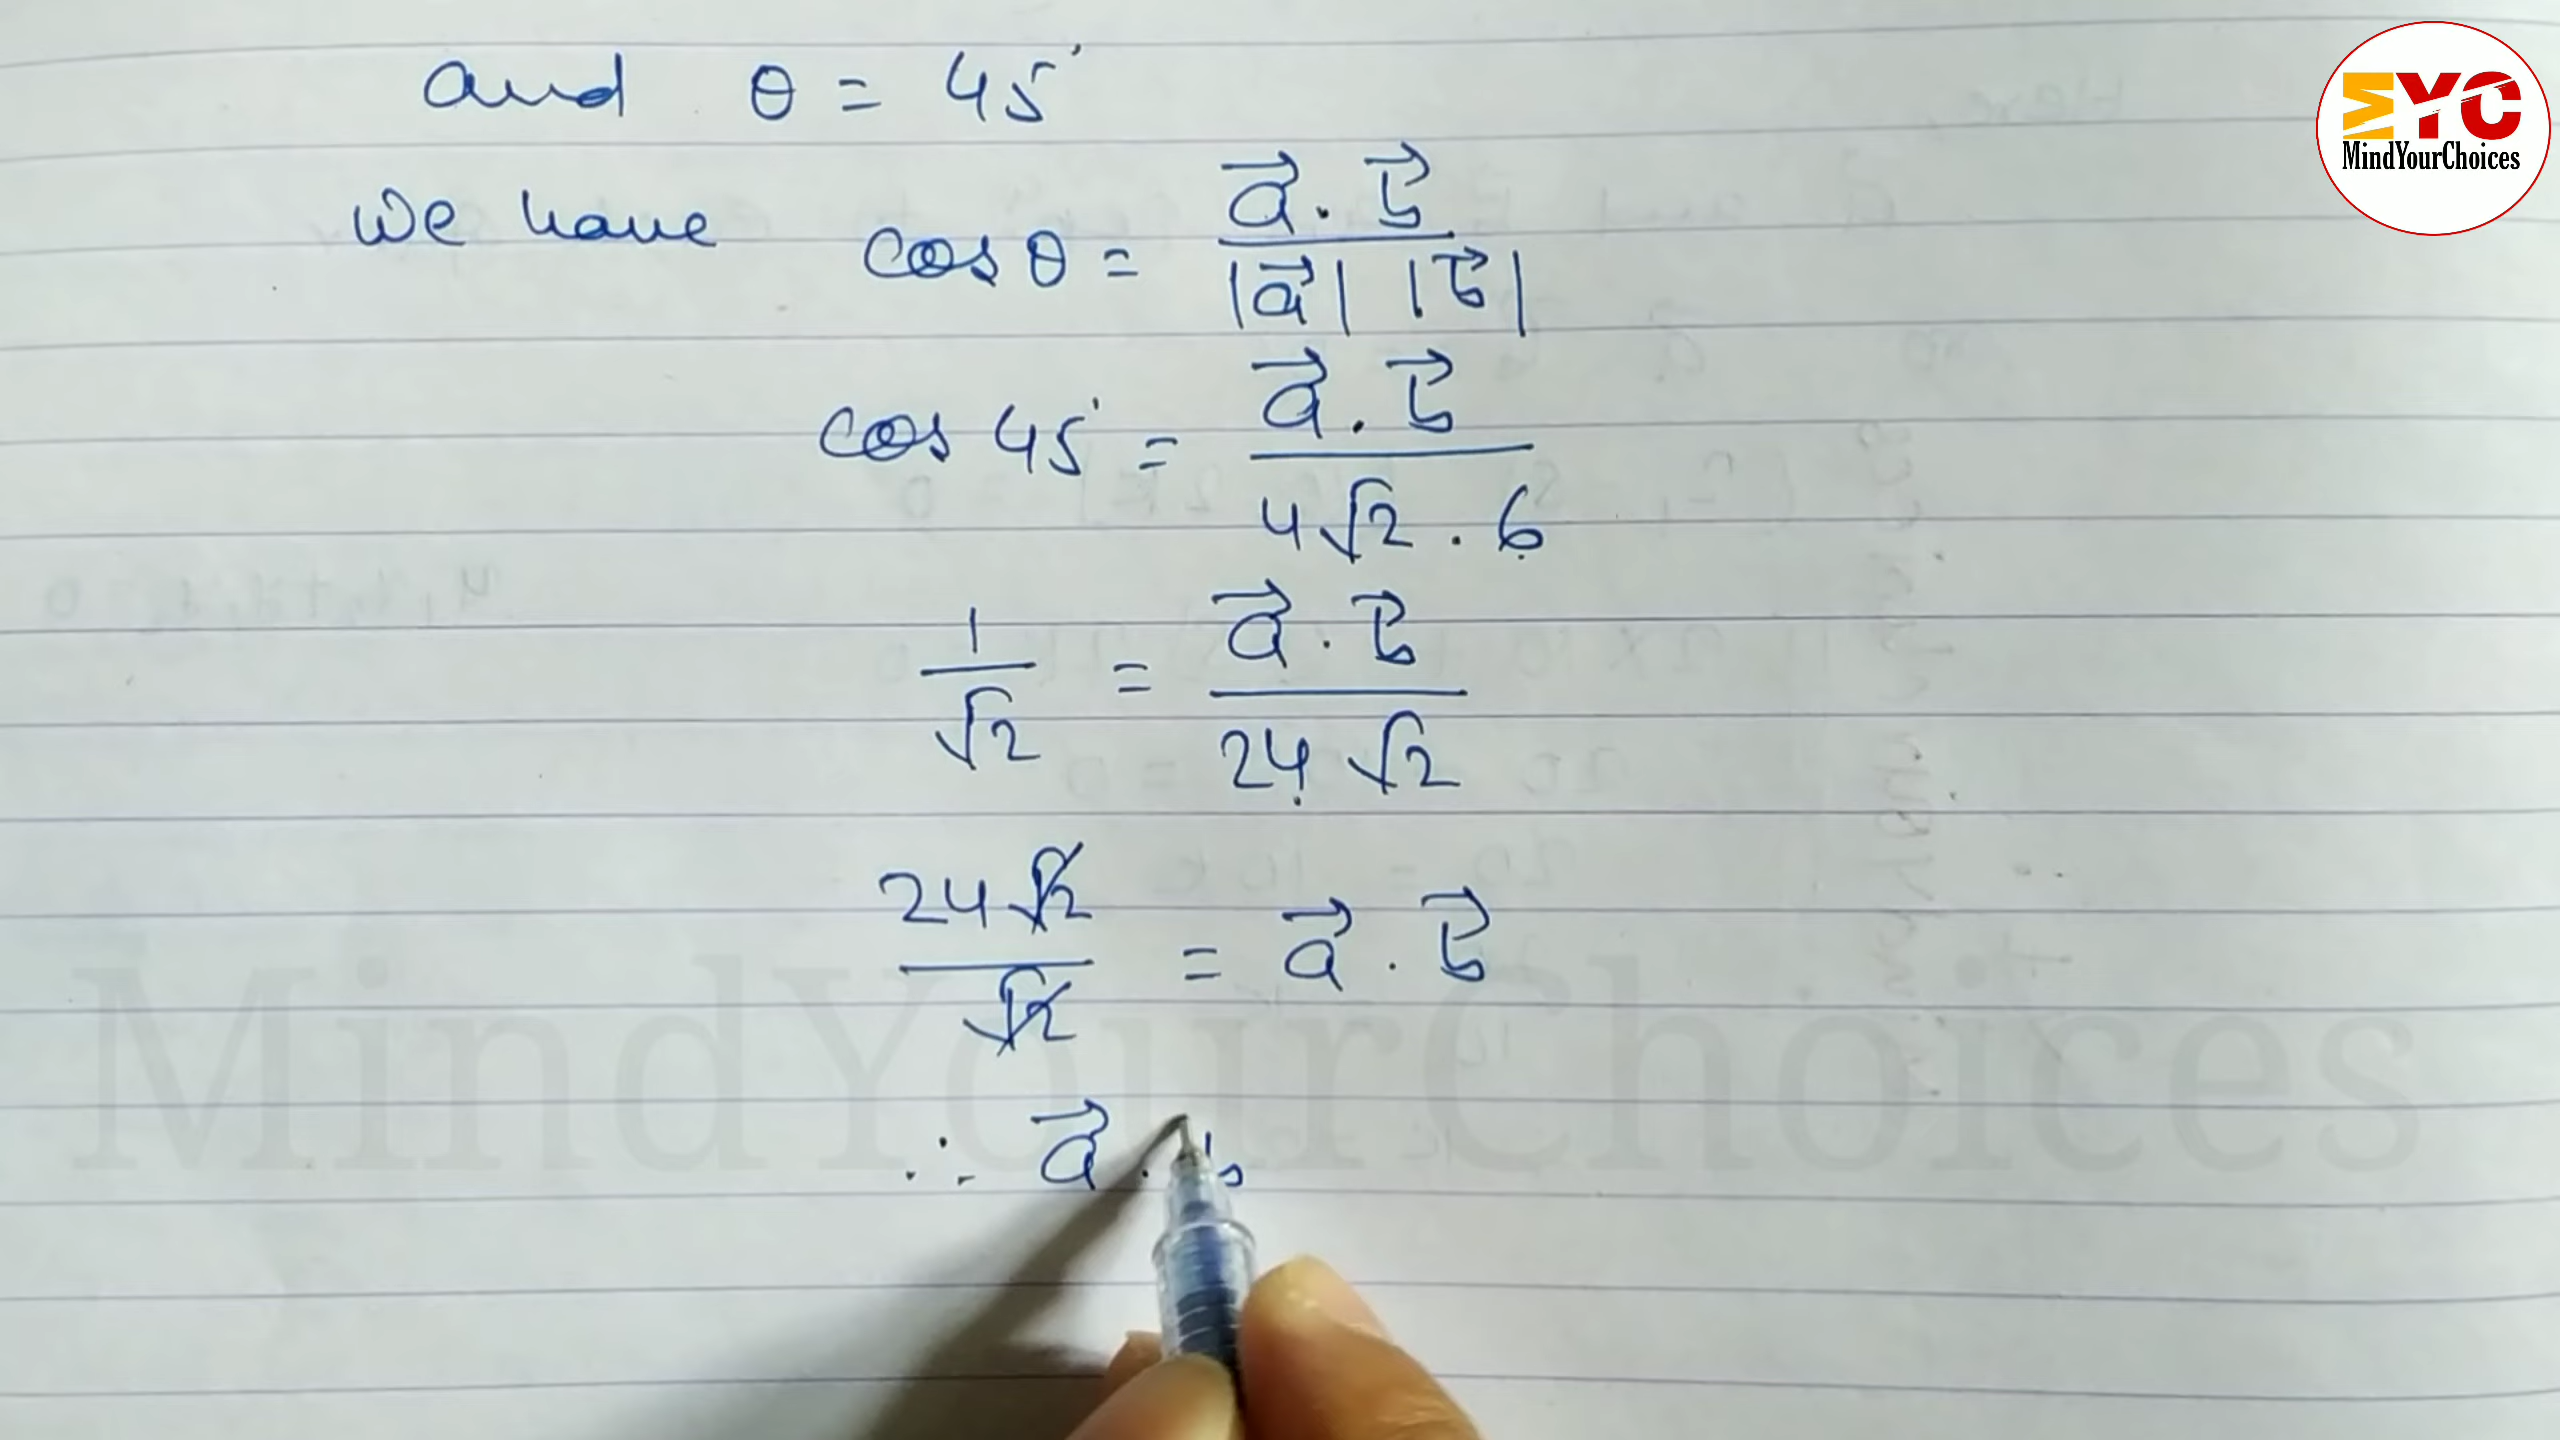 and θ = 45°
We have cos θ = a⃗ . b⃗ / |a⃗| |b⃗|
cos 45° = a⃗ . b⃗ / 4√2 . 6
1/√2 = a⃗ . b⃗ / 24√2
24√2/√2 = a⃗ . b⃗
∴ a⃗ . b
MYC
MindYourChoices
MindYourChoices